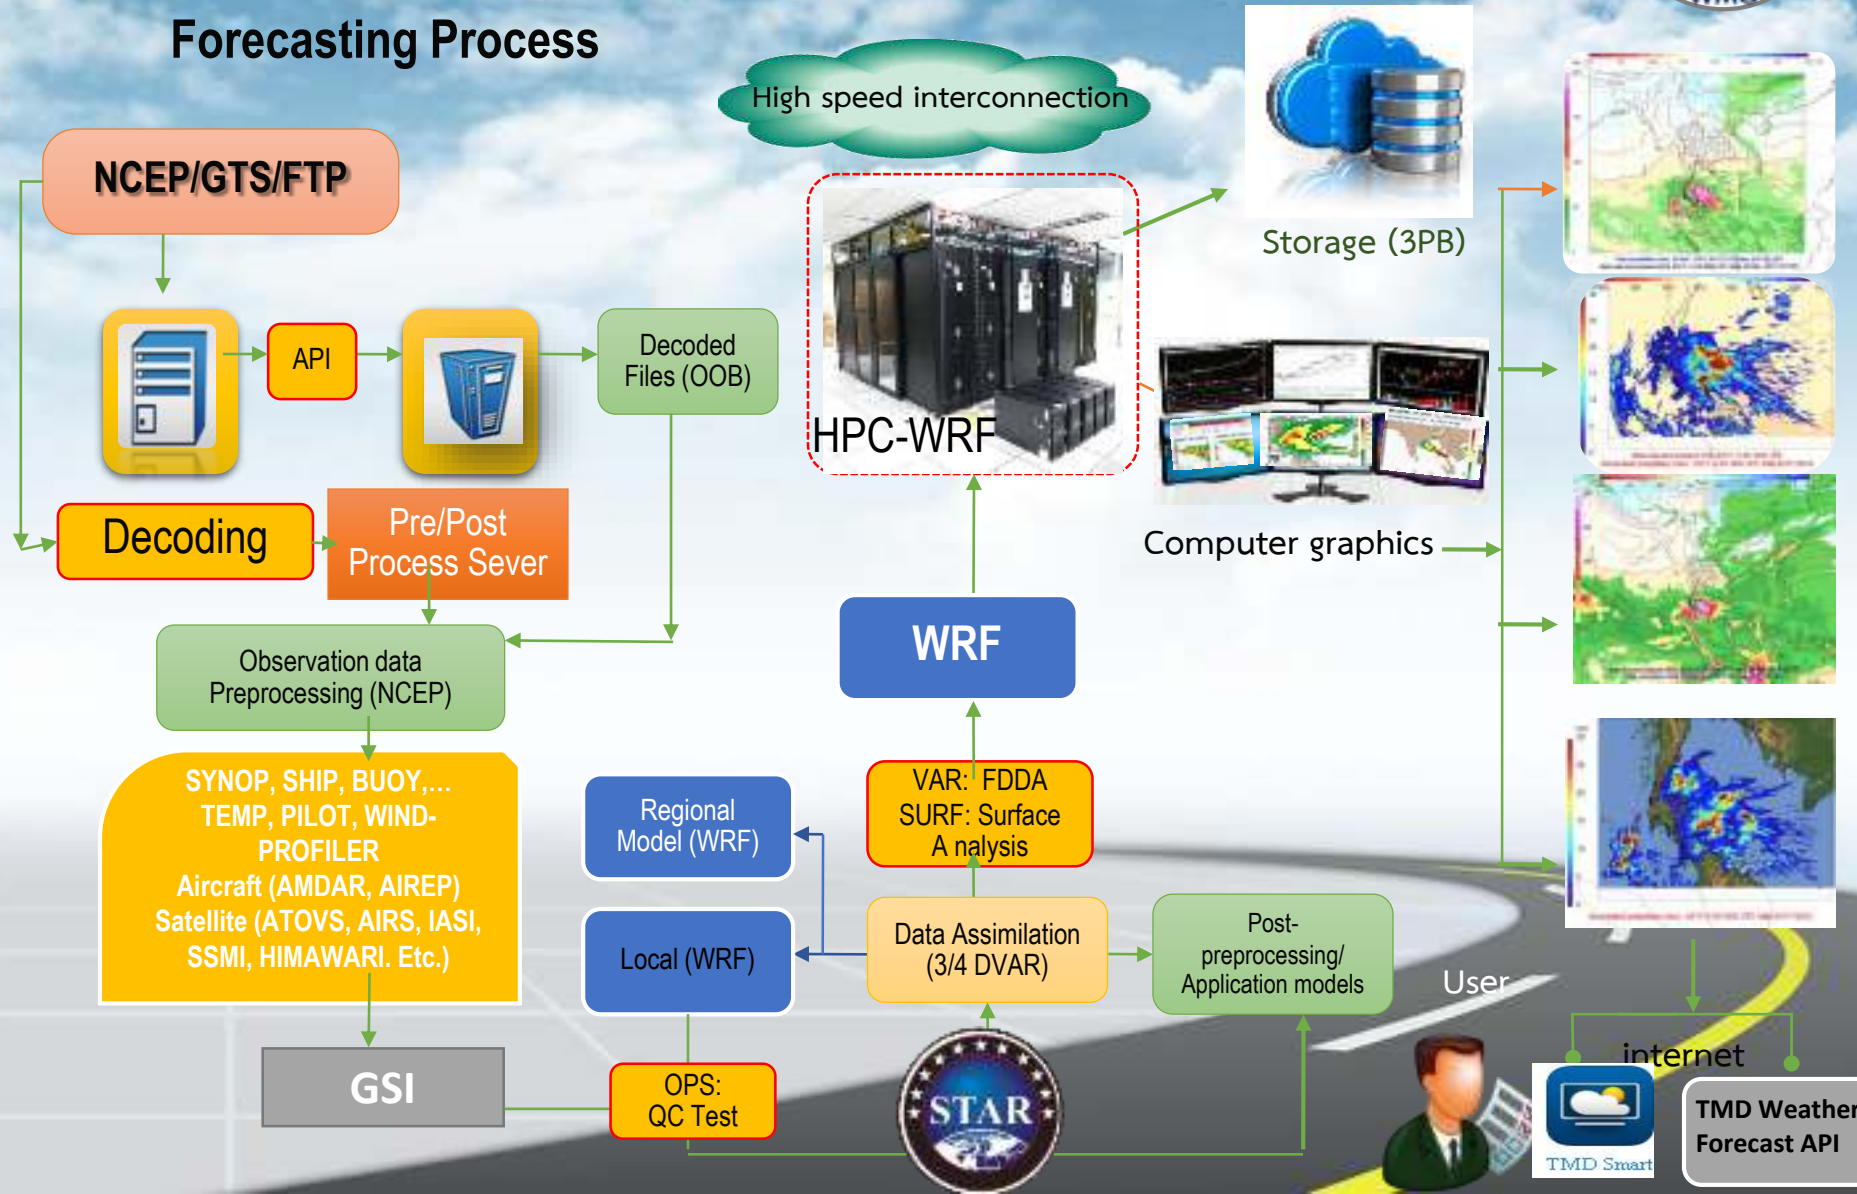 Forecasting Process
High speed interconnection
NCEP/GTS/FTP
Storage (3PB)
API
Decoded
Files (OOB)
HPC-WRF
Decoding
Pre/Post
Process Sever
Computer graphics
WRF
Observation data
Preprocessing (NCEP)
SYNOP, SHIP, BUOY,...
TEMP, PILOT, WIND-
PROFILER
Aircraft (AMDAR, AIREP)
Satellite (ATOVS, AIRS, IASI,
SSMI, HIMAWARI. Etc.)
Regional
Model (WRF)
VAR: FDDA
SURF: Surface
A nalysis
Local (WRF)
Data Assimilation
(3/4 DVAR)
Post-
preprocessing/
Application models
User
internet
GSI
OPS:
QC Test
STAR
TMD Smart
TMD Weather
Forecast API